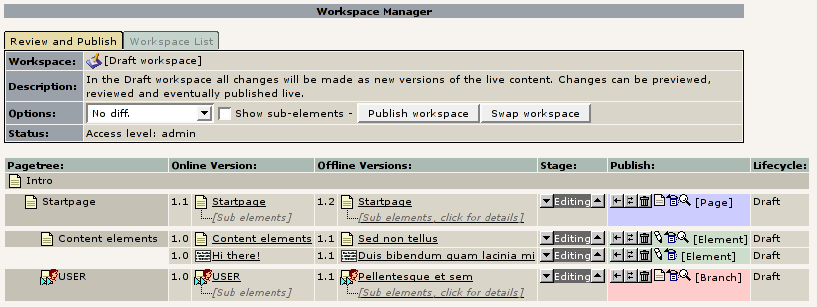 Workspace Manager
Review and Publish Workspace List
Workspace: [Draft workspace]
Description: In the Draft workspace all changes will be made as new versions of the live content. Changes can be previewed,
reviewed and eventually published live.
Options: No diff. Show sub-elements - Publish workspace Swap workspace
Status: Access level: admin
Pagetree: Online Version: Offline Versions: Stage: Publish: Lifecycle:
Intro
Startpage 1.1 Startpage 1.2 Startpage Editing [Page] Draft
[Sub elements] [Sub elements, click for details]
Content elements 1.0 Content elements 1.1 Sed non tellus Editing [Element] Draft
1.0 Hi there! 1.1 Duis bibendum quam lacinia mi Editing [Element] Draft
USER 1.0 USER 1.1 Pellentesque et sem Editing [Branch] Draft
[Sub elements] [Sub elements, click for details]